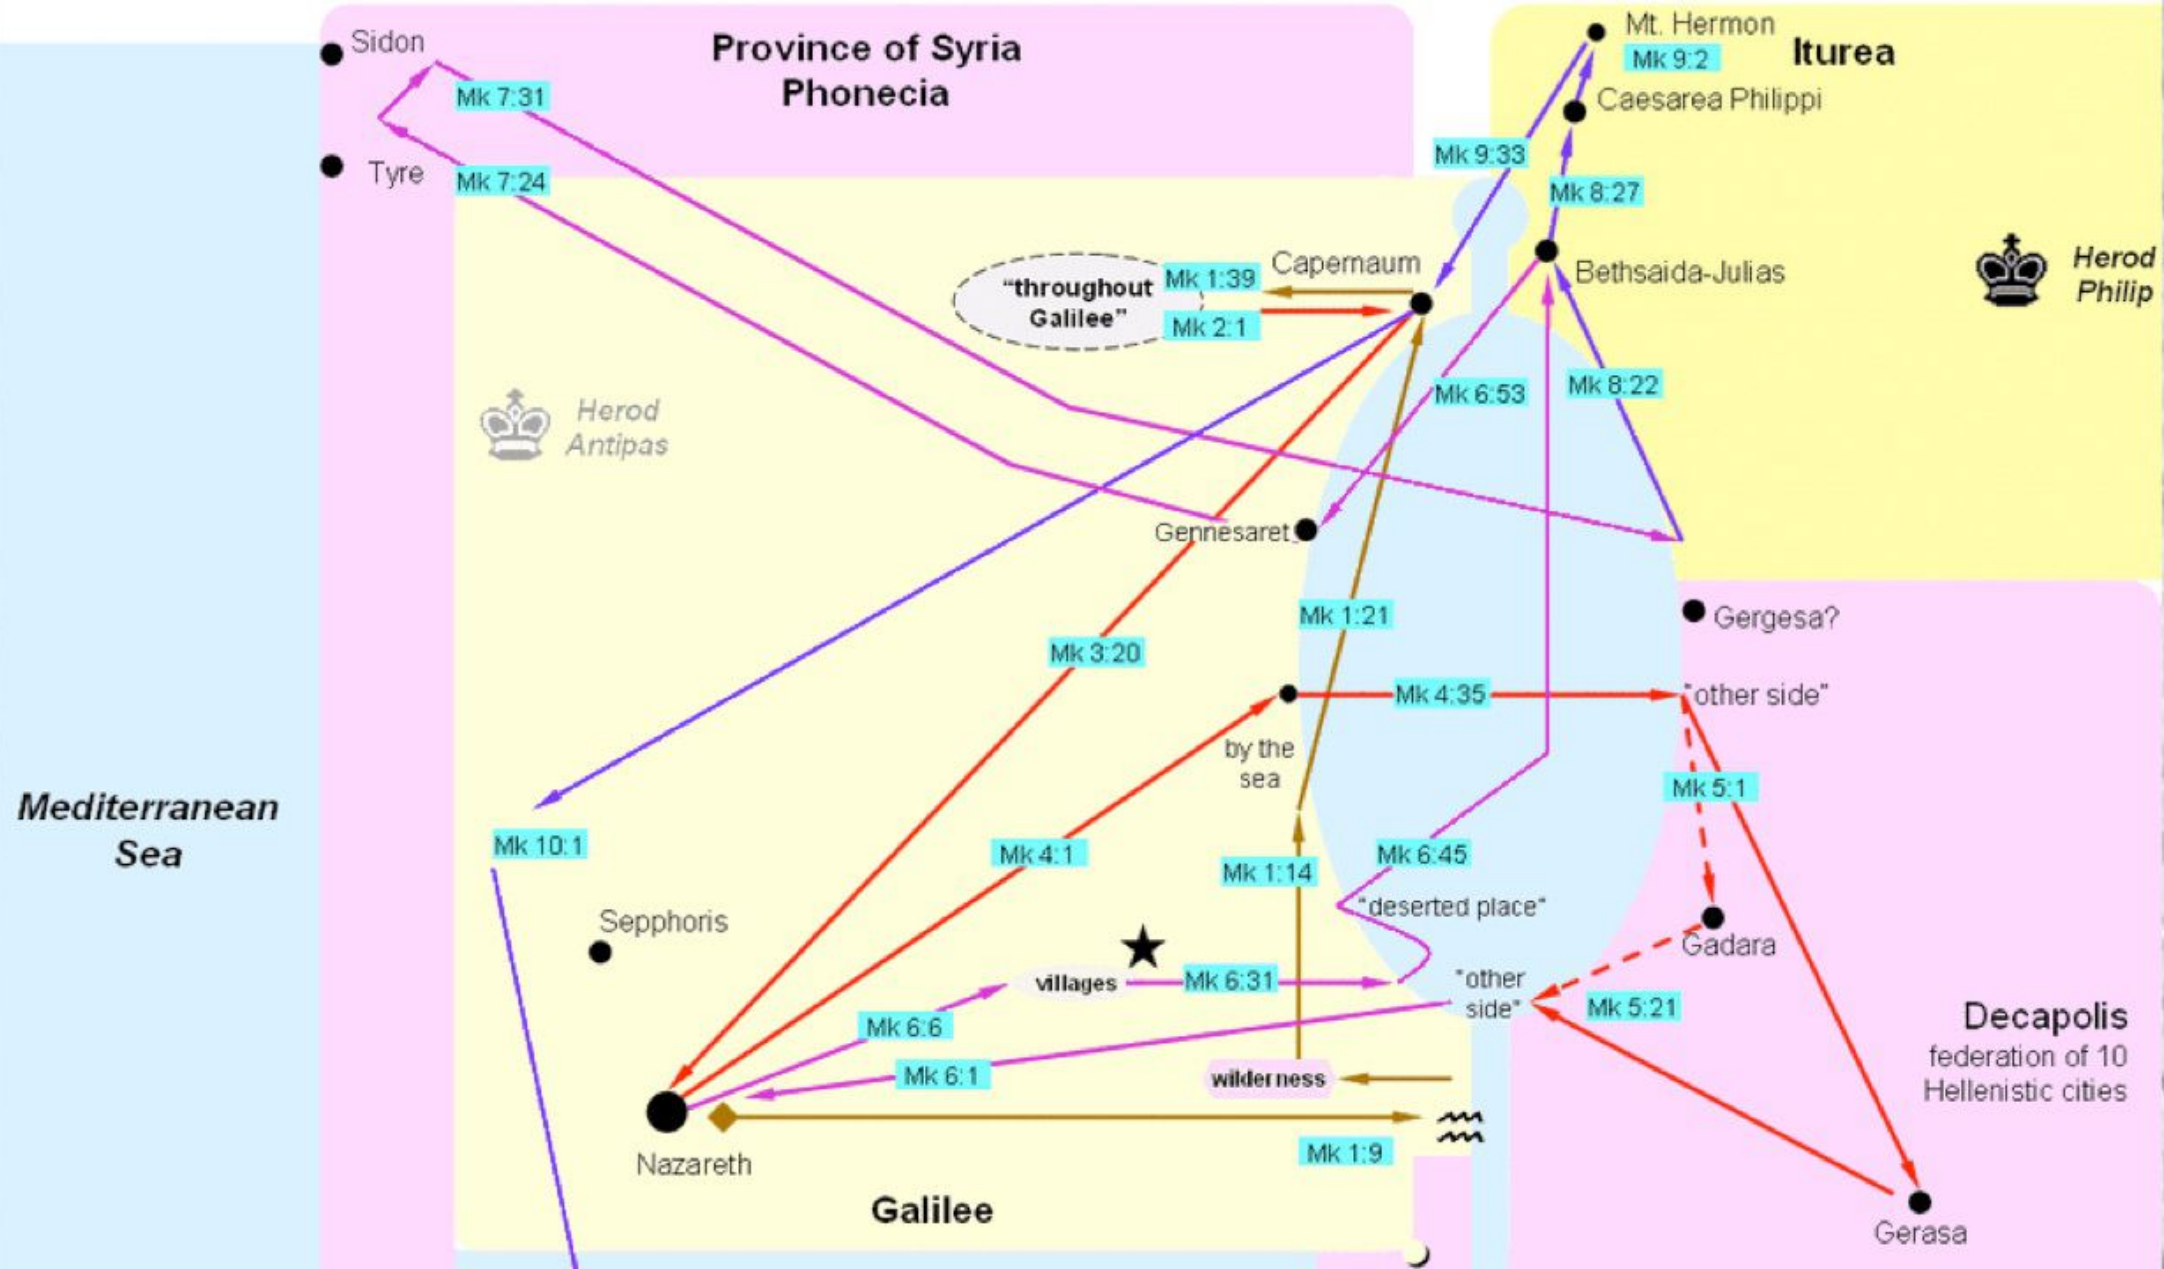 Sidon
Province of Syria
Phonecia
Mt. Hermon
Mk 9:2
Iturea
Mk 7:31
Caesarea Philippi
Mk 9:33
Tyre
Mk 7:24
Mk 8:27
"throughout
Galilee"
Mk 1:39
Capernaum
Mk 2:1
Bethsaida-Julias
Herod
Philip
Herod
Antipas
Mk 6:53
Mk 8:22
Gennesaret
Mk 1:21
Gergesa?
Mk 3:20
Mk 4:35
"other side"
by the
sea
Mk 5:1
Mediterranean
Sea
Mk 10:1
Mk 4:1
Mk 6:45
Mk 1:14
"deserted place"
Sepphoris
Gadara
villages
Mk 6:31
"other
side"
Mk 5:21
Mk 6:6
Decapolis
federation of 10
Hellenistic cities
Mk 6:1
wilderness
Mk 1:9
Nazareth
Galilee
Gerasa